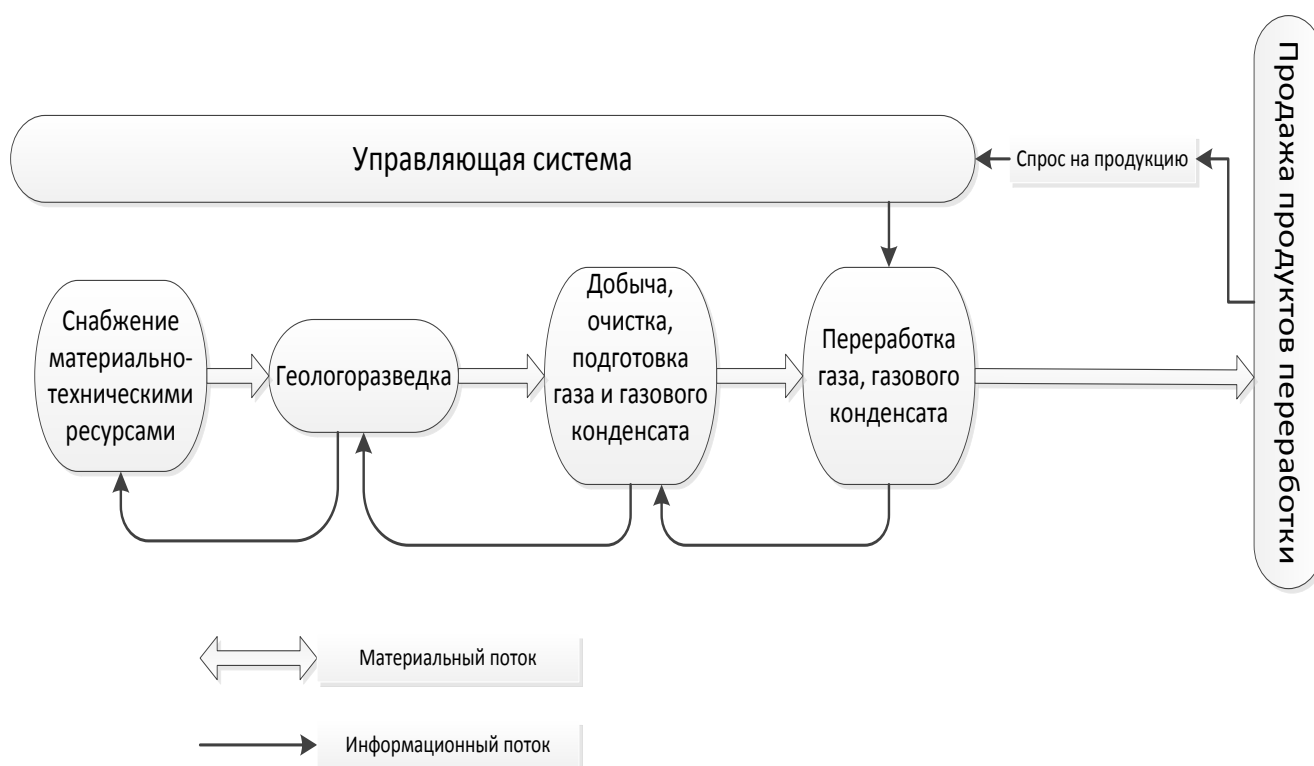 Управляющая система
Спрос на продукцию
Продажа продуктов переработки
Снабжение
материально-
техническими
ресурсами
Геологоразведка
Добыча,
очистка,
подготовка
газа и газового
конденсата
Переработка
газа, газового
конденсата
Материальный поток
Информационный поток